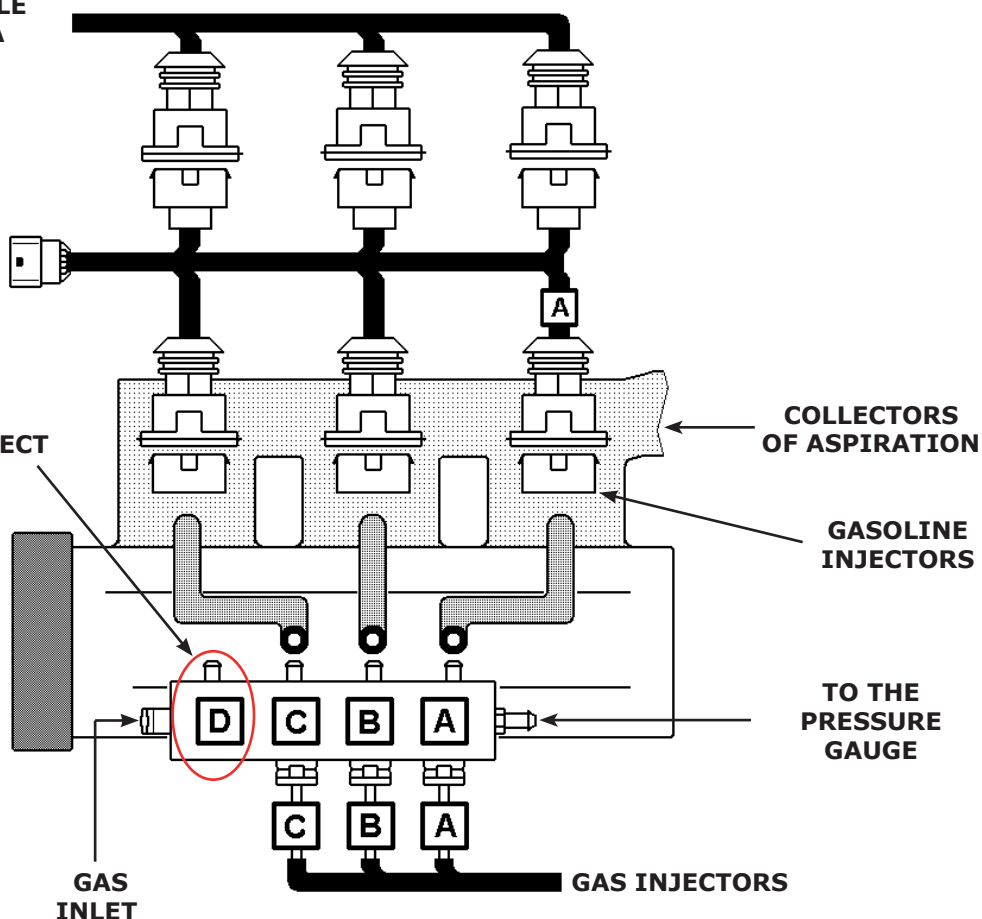 LE
A
A
ECT
COLLECTORS
OF ASPIRATION
GASOLINE
INJECTORS
D C B A
TO THE
PRESSURE
GAUGE
C B A
GAS
INLET
GAS INJECTORS